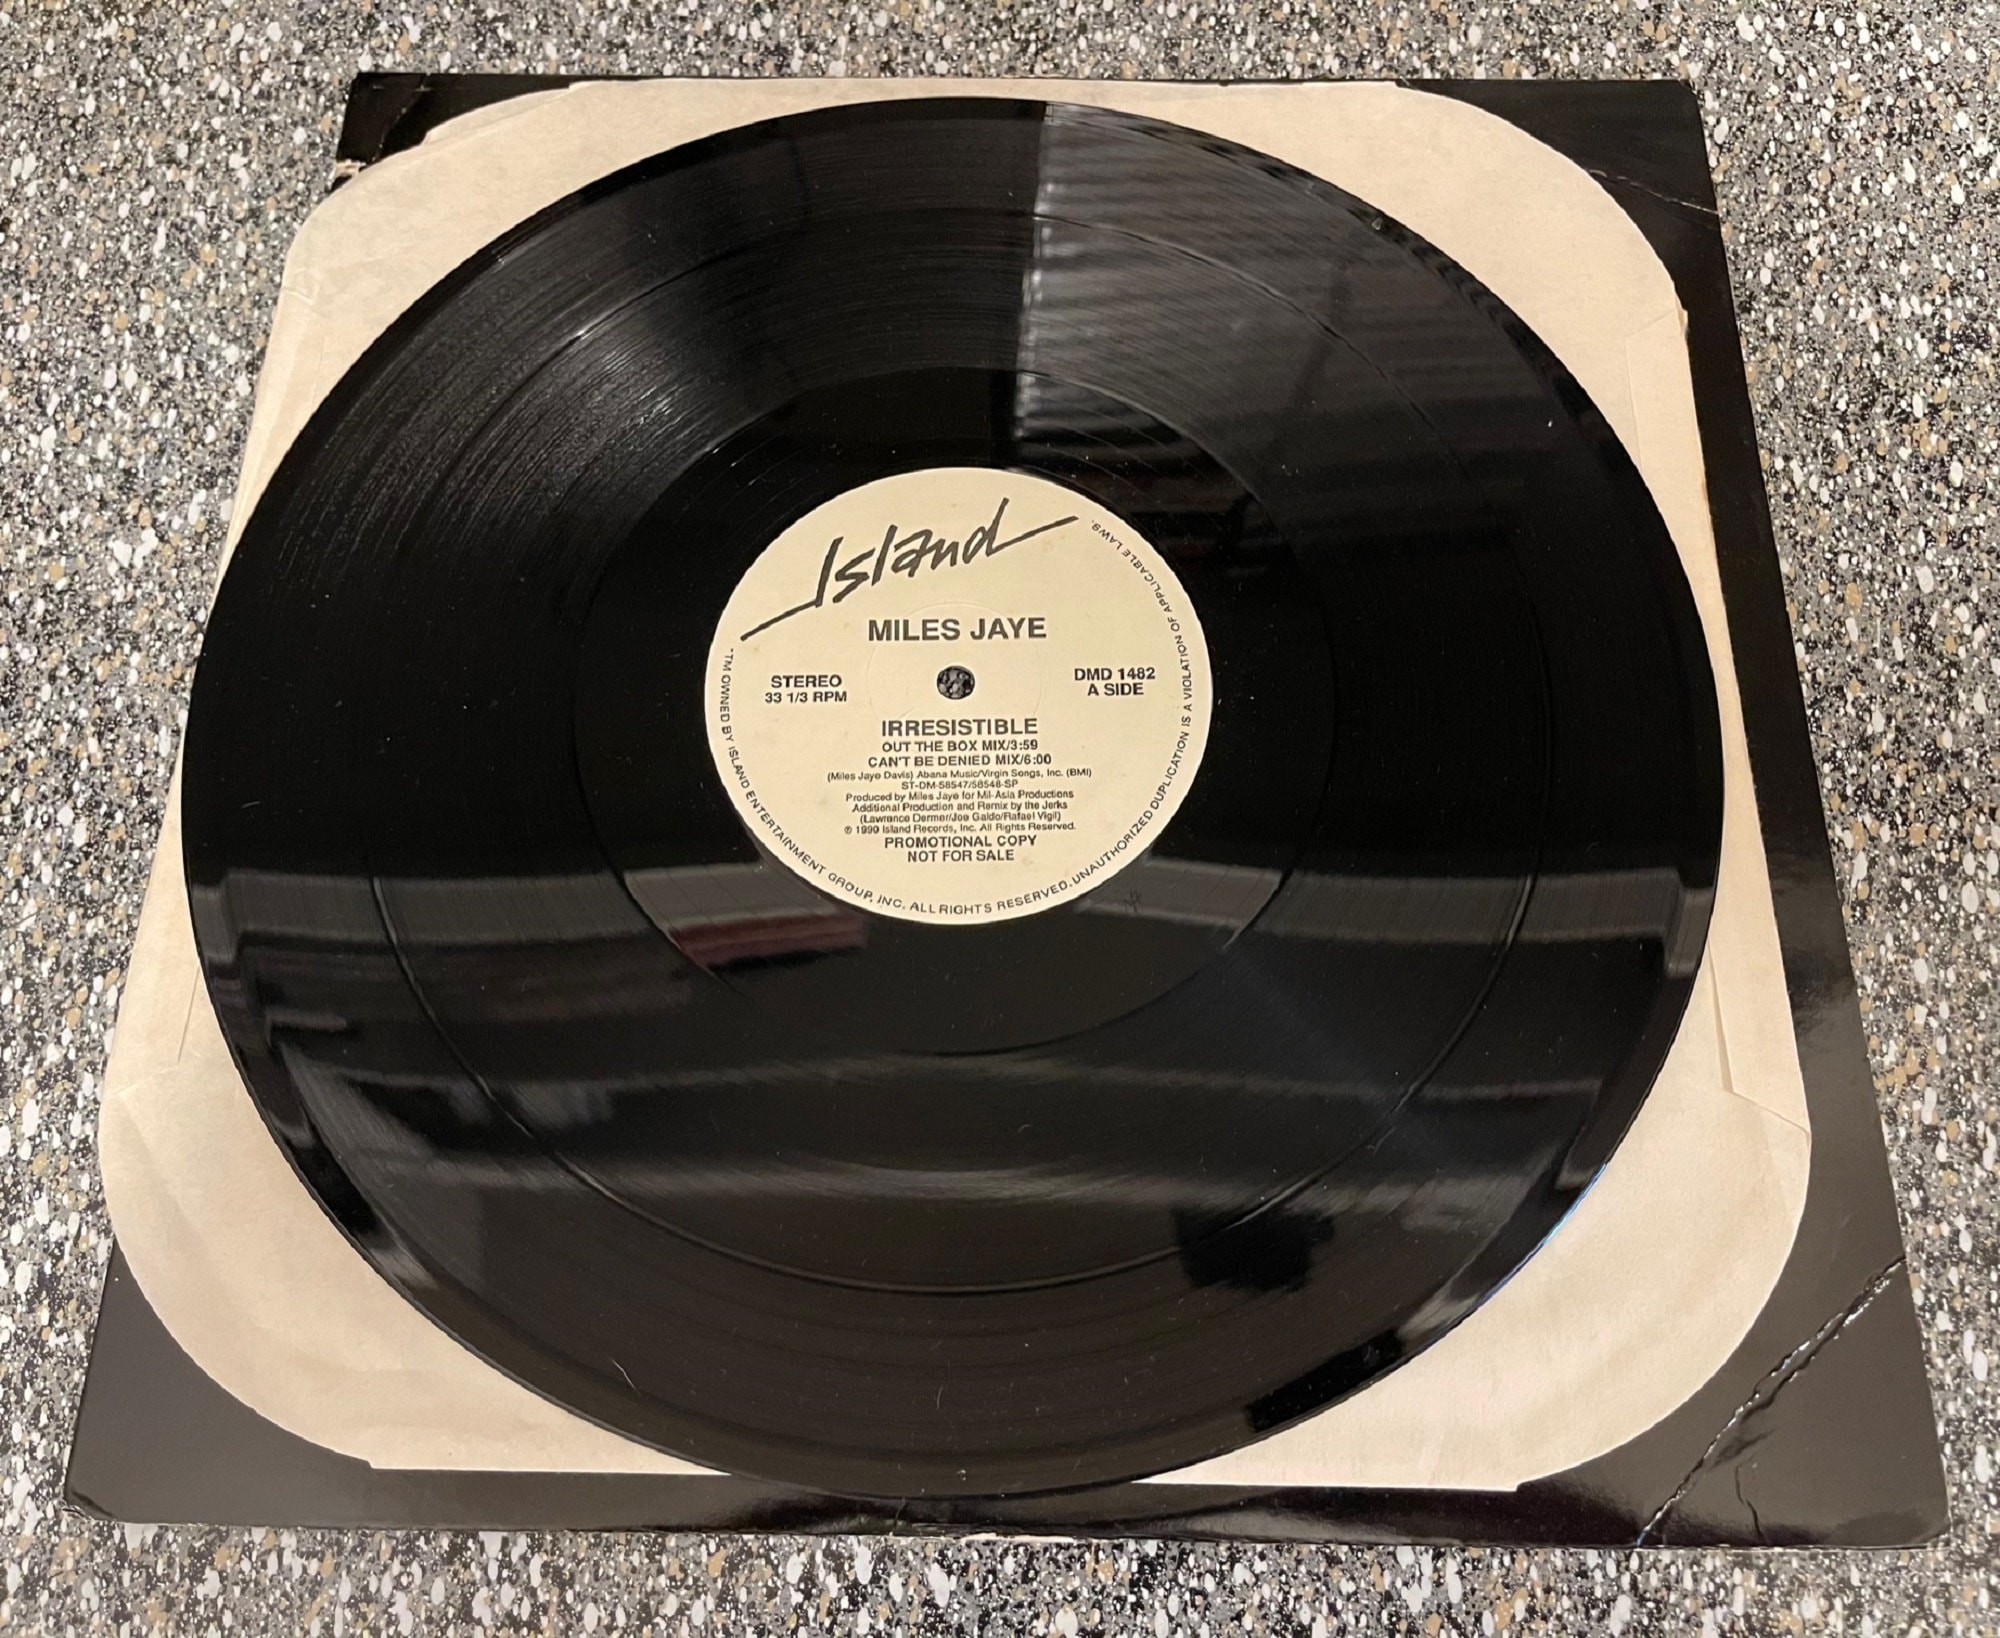 Island
MILES JAYE
STEREO
33 1/3 RPM
DMD 1482
A SIDE
IRRESISTIBLE
OUT THE BOX MIX/3:59
CAN'T BE DENIED MIX/6:00
(Miles Jaye Davis) Abana Music/Virgin Songs, Inc. (BMI)
ST-DM-58547/58548-SP
Produced by Miles Jaye for Mil-Asia Productions
Additional Production and Remix by the Jerks
(Lawrence Dermer/Joe Galdo/Rafael Vigil)
℗ 1990 Island Records, Inc. All Rights Reserved.
PROMOTIONAL COPY
NOT FOR SALE
*TM OWNED BY ISLAND ENTERTAINMENT GROUP, INC. ALL RIGHTS RESERVED. UNAUTHORIZED DUPLICATION IS A VIOLATION OF APPLICABLE LAWS.